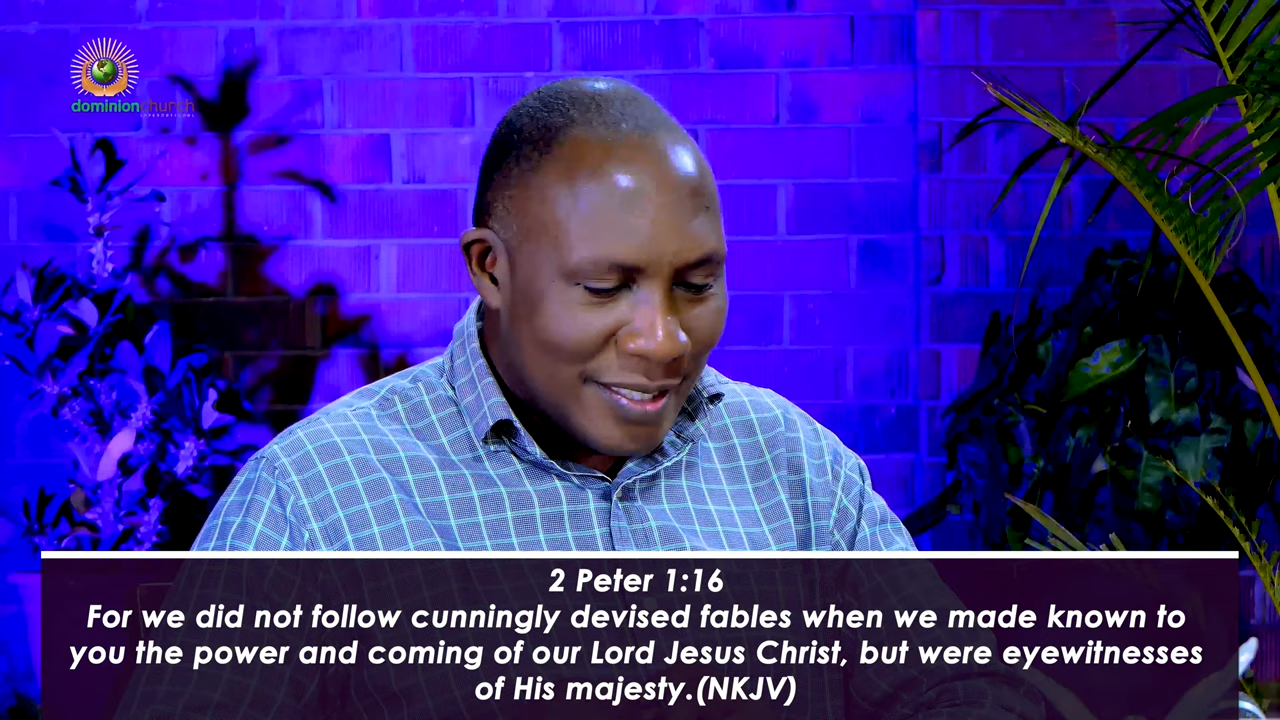 dominionchurch
INTERNATIONAL
2 Peter 1:16
For we did not follow cunningly devised fables when we made known to
you the power and coming of our Lord Jesus Christ, but were eyewitnesses
of His majesty.(NKJV)